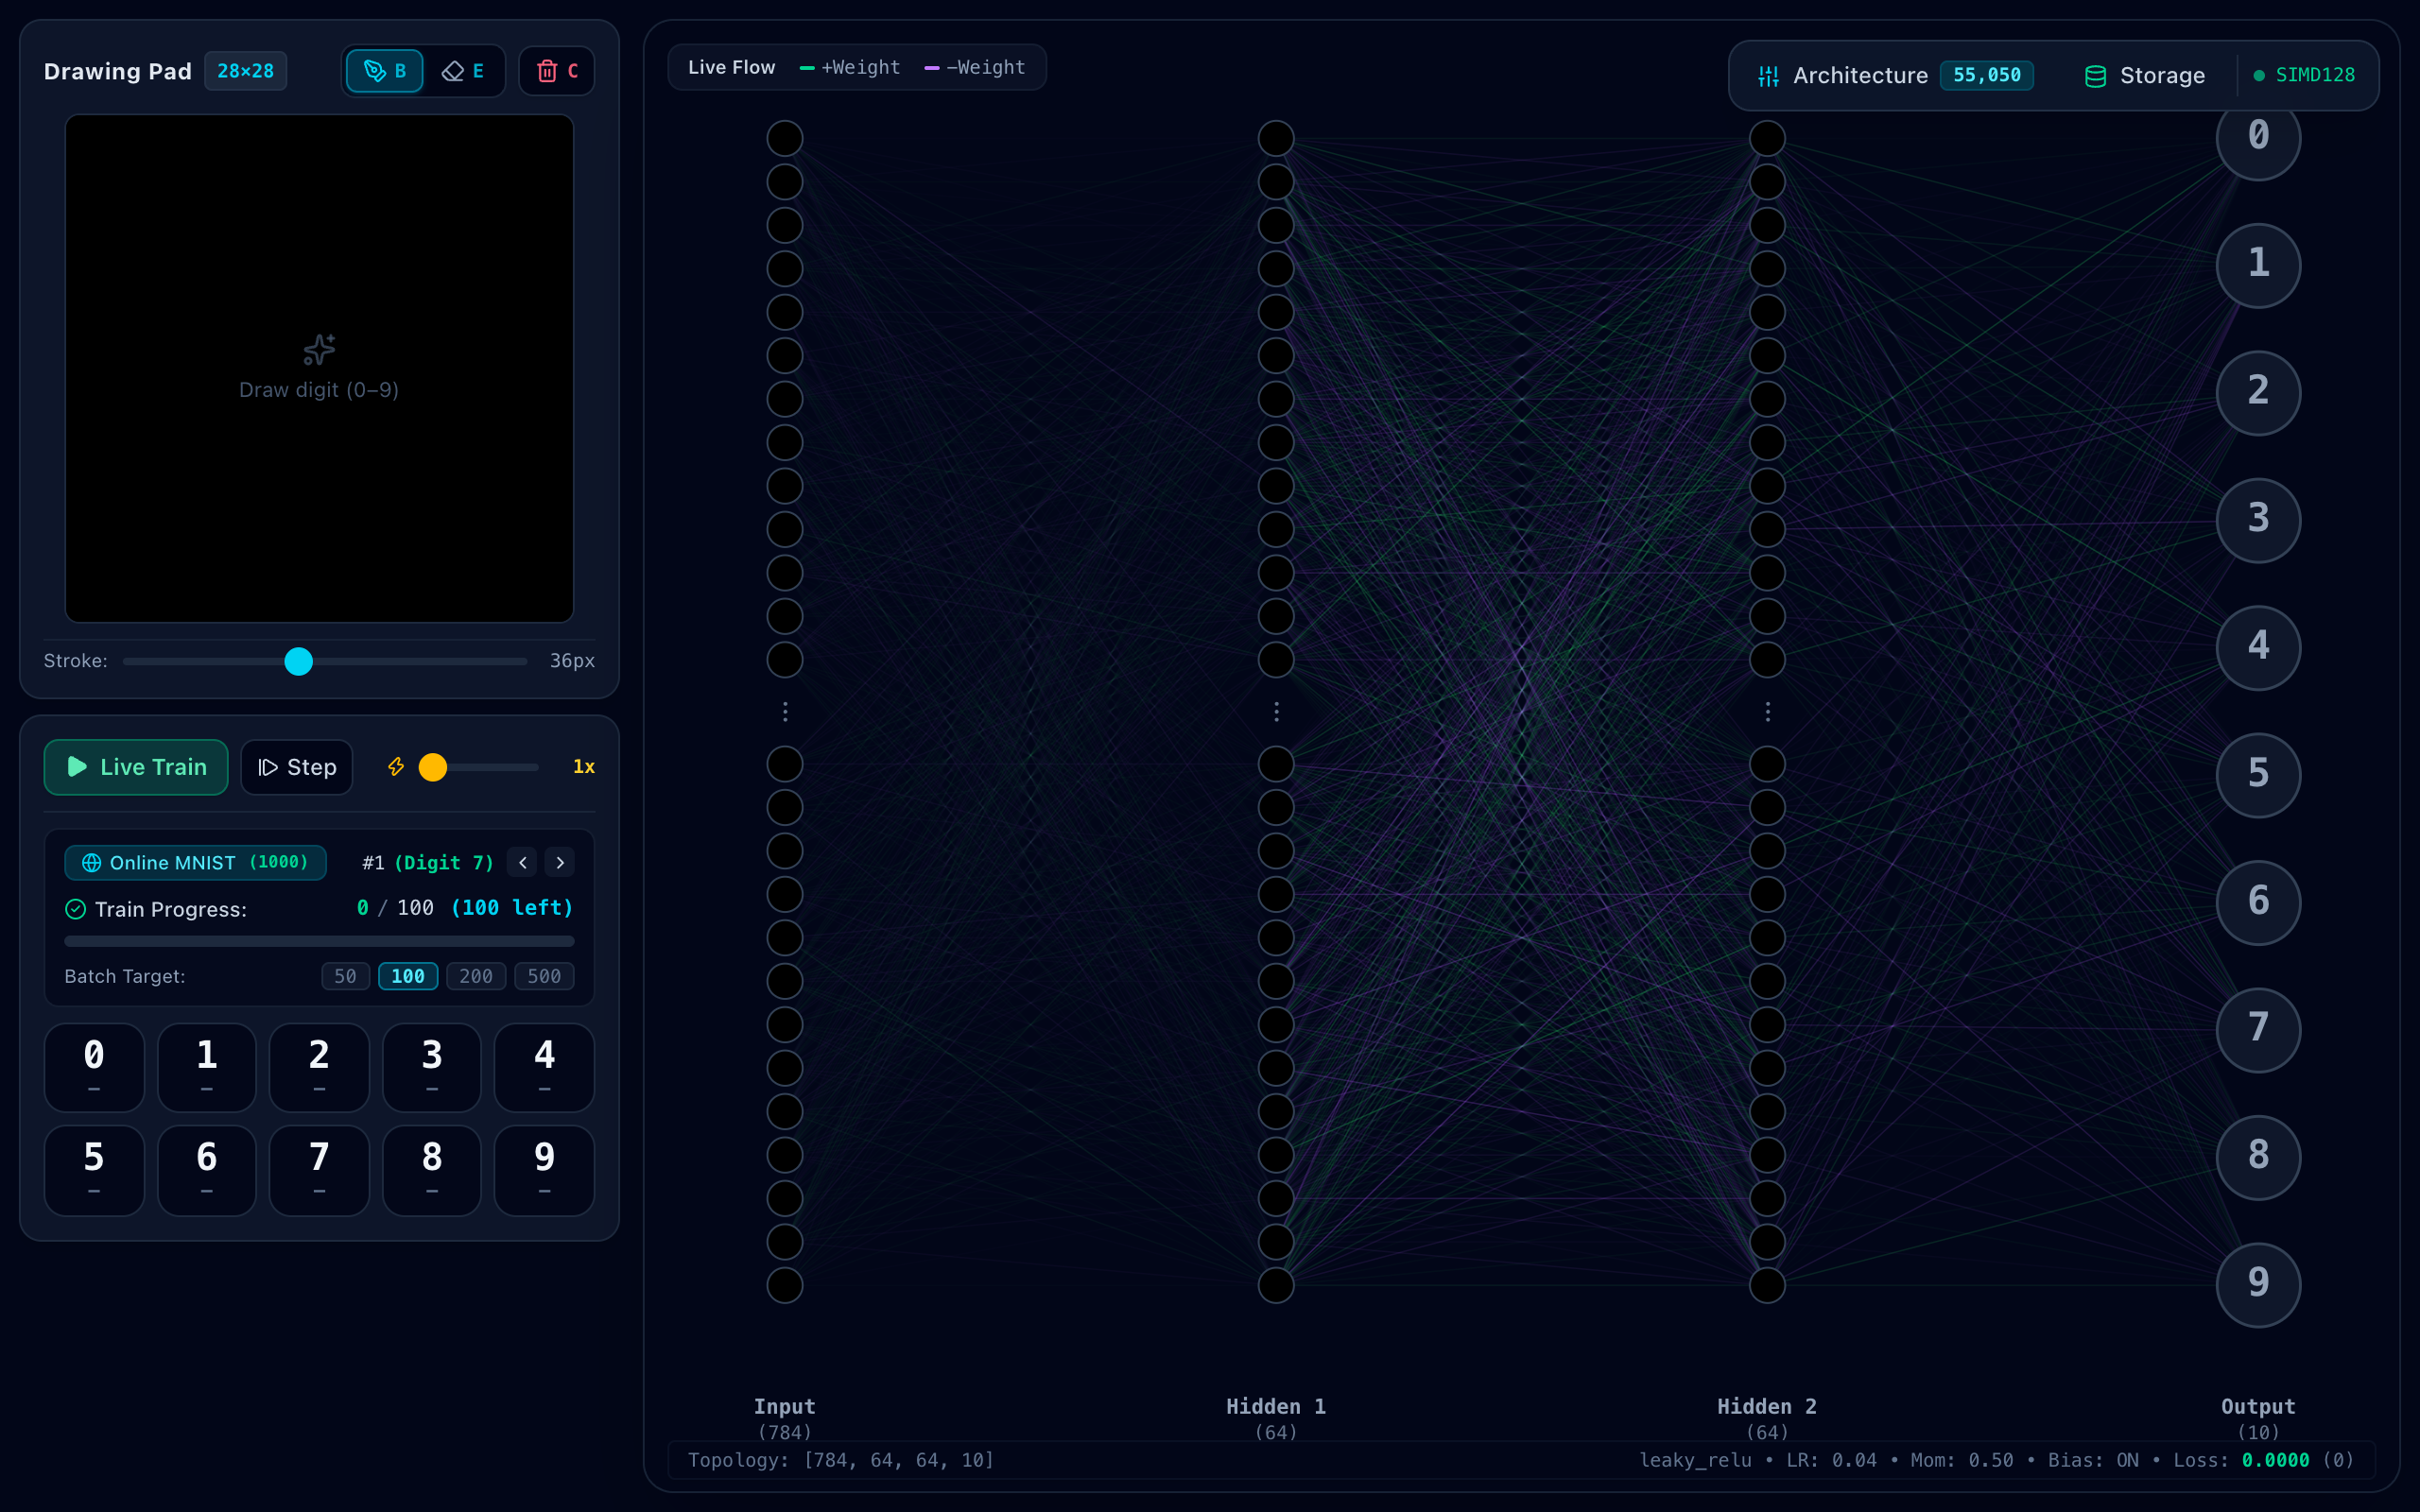 Drawing Pad 28×28 B E C
Draw digit (0–9)
Stroke: 36px
Live Train Step 1x
Online MNIST (1000) #1 (Digit 7)
Train Progress: 0 / 100 (100 left)
Batch Target: 50 100 200 500
0 1 2 3 4
– – – – –
5 6 7 8 9
– – – – –
Live Flow +Weight −Weight
Architecture 55,050 Storage SIMD128
0
1
2
3
4
5
6
7
8
9
Input Hidden 1 Hidden 2 Output
(784) (64) (64) (10)
Topology: [784, 64, 64, 10] leaky_relu • LR: 0.04 • Mom: 0.50 • Bias: ON • Loss: 0.0000 (0)